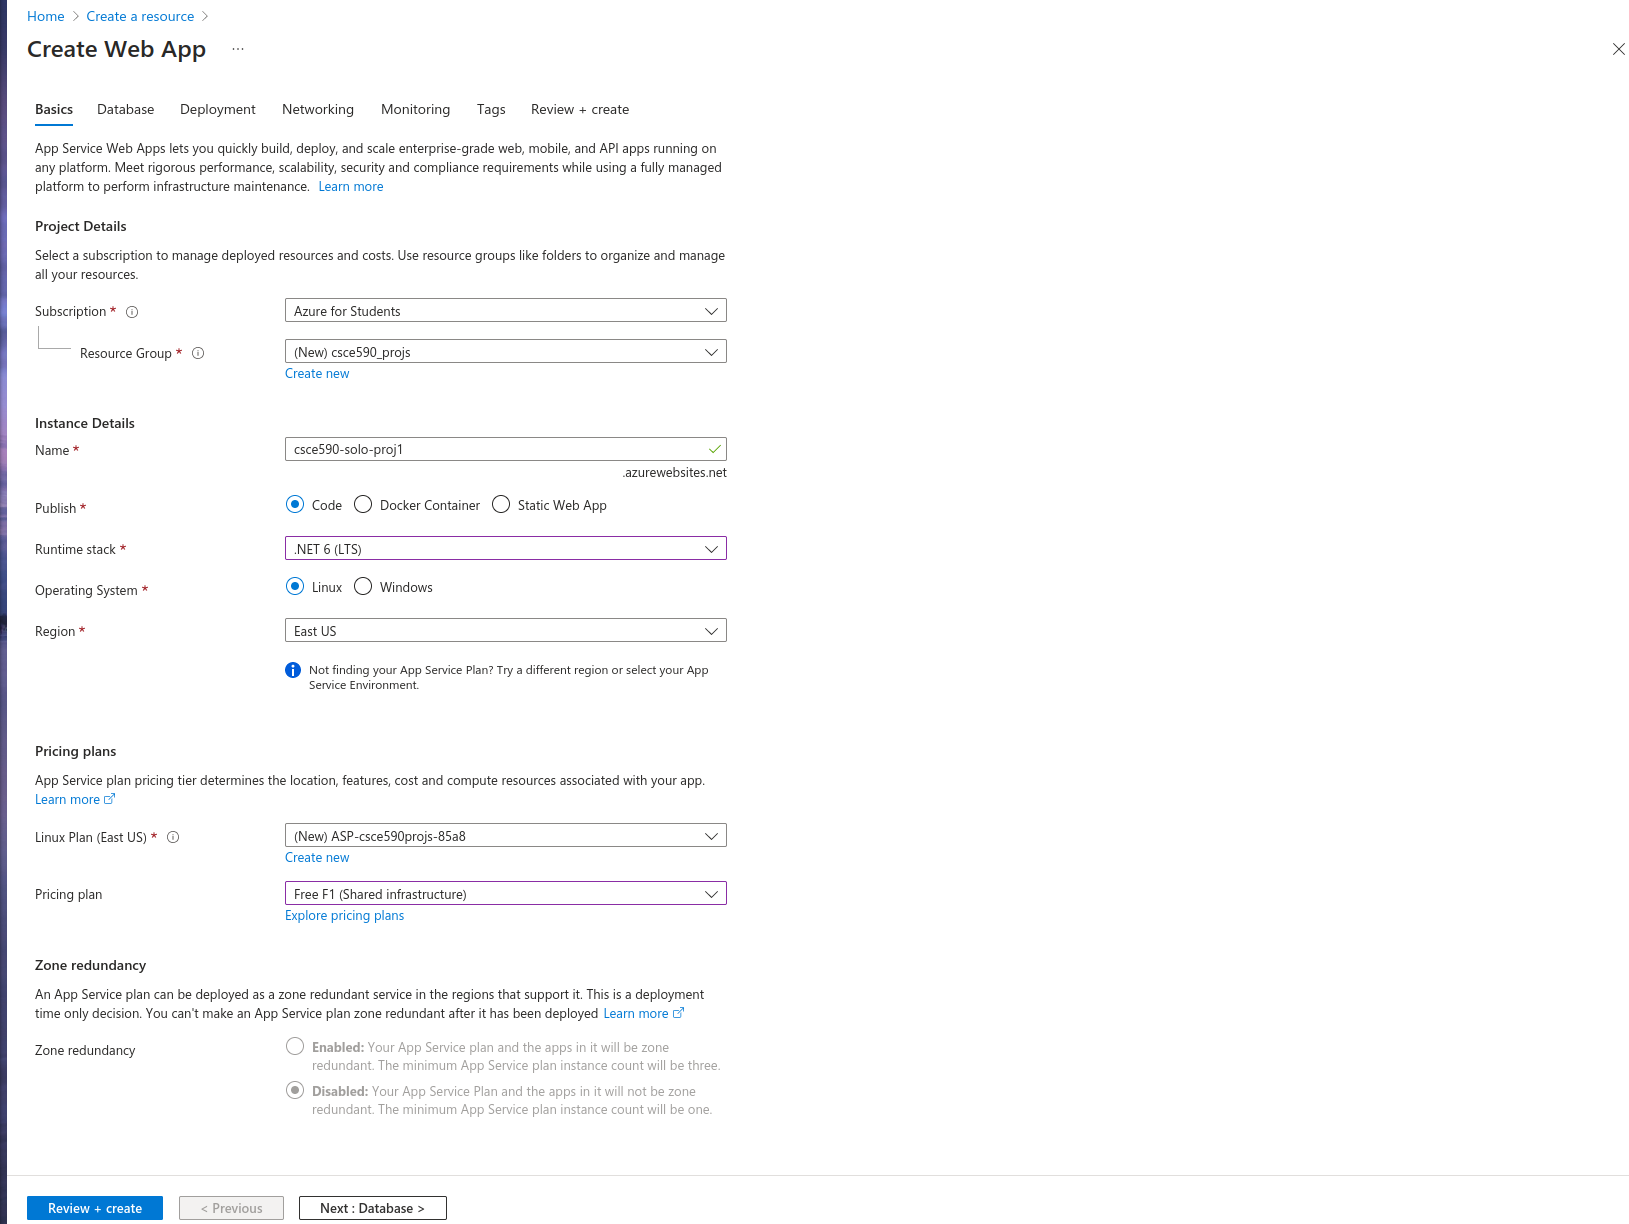 Home > Create a resource >
Create Web App ...
Basics Database Deployment Networking Monitoring Tags Review + create
App Service Web Apps lets you quickly build, deploy, and scale enterprise-grade web, mobile, and API apps running on
any platform. Meet rigorous performance, scalability, security and compliance requirements while using a fully managed
platform to perform infrastructure maintenance. Learn more
Project Details
Select a subscription to manage deployed resources and costs. Use resource groups like folders to organize and manage
all your resources.
Subscription * Azure for Students
Resource Group * (New) csce590_projs
Create new
Instance Details
Name * csce590-solo-proj1
.azurewebsites.net
Publish * Code Docker Container Static Web App
Runtime stack * .NET 6 (LTS)
Operating System * Linux Windows
Region * East US
Not finding your App Service Plan? Try a different region or select your App
Service Environment.
Pricing plans
App Service plan pricing tier determines the location, features, cost and compute resources associated with your app.
Learn more
Linux Plan (East US) * (New) ASP-csce590projs-85a8
Create new
Pricing plan Free F1 (Shared infrastructure)
Explore pricing plans
Zone redundancy
An App Service plan can be deployed as a zone redundant service in the regions that support it. This is a deployment
time only decision. You can't make an App Service plan zone redundant after it has been deployed Learn more
Zone redundancy Enabled: Your App Service plan and the apps in it will be zone
redundant. The minimum App Service plan instance count will be three.
Disabled: Your App Service Plan and the apps in it will not be zone
redundant. The minimum App Service plan instance count will be one.
Review + create < Previous Next : Database >